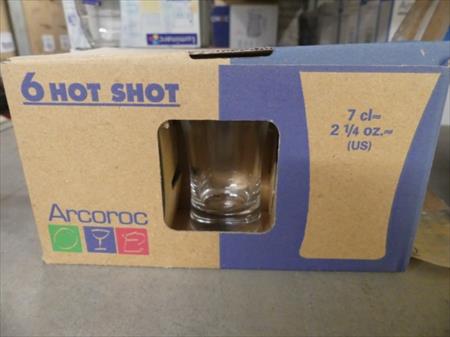 6 HOT SHOT
7 cl≈
2 1/4 oz.≈
(US)
Arcoroc